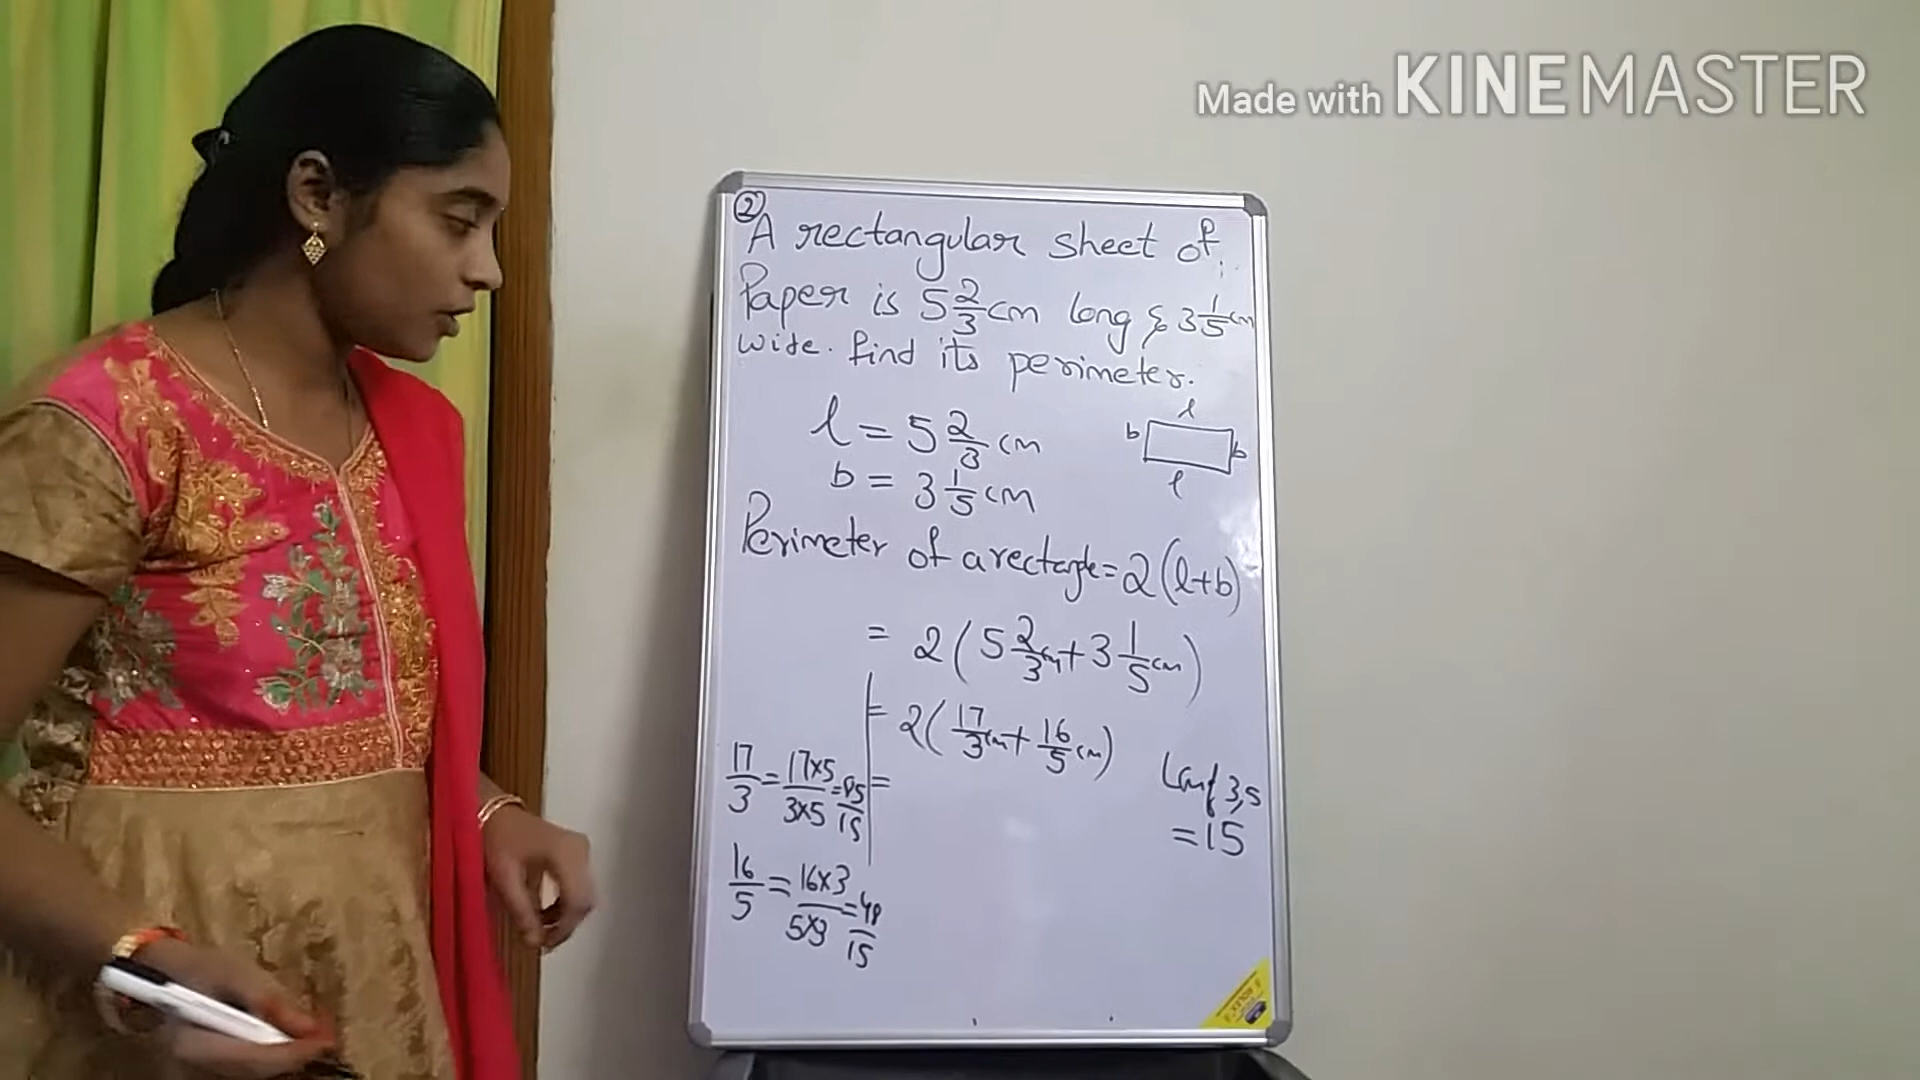 Made with KINEMASTER
②
A rectangular sheet of
Paper is 5 2/3 cm long & 3 1/5 cm
wide. find its perimeter.
l = 5 2/3 cm
b = 3 1/5 cm
l
b b
l
Perimeter of a rectangle = 2(l+b)
= 2(5 2/3 cm + 3 1/5 cm)
= 2(17/3 cm + 16/5 cm)
=
17/3 = 17×5/3×5 = 85/15
16/5 = 16×3/5×3 = 48/15
Lcm of 3,5
= 15